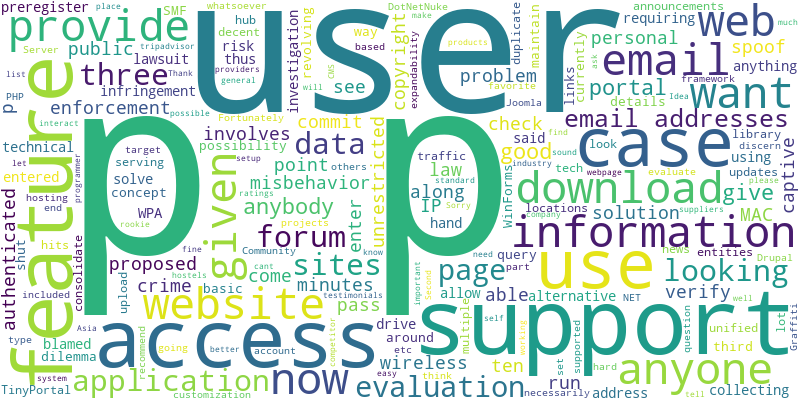 preregister
whatsoever
DotNetNuke
announcements
place
SMF
hub
tripadvisor
decent
way
make
requiring
much
provide
user
web
Server
lawsuit
risk
investigation
revolving
based
duplicate
maintain
currently
ask
Thank
providers
public
three
thus
copyright
expandability
spoof
personal
email
anything
list
CMS
products
favorite
framework
general
infringement
see
problem
links
portal
want
PHP
will
Joomla
Idea
details
p
enforcement
Fortunately
possible
commit
check
email addresses
feature
interact
involves
data
unrestricted
said
case
library
technical
target
possibility
traffic
good
look
discern
let
serving
setup
others
law
tech
using
updates
captive
entered
solve
point
industry
find
sound
download
give
programmer
concept
misbehavior
along
standard
webpage
evaluate
please
hosting
WPA
ratings
IP
WinForms
locations
suppliers
MAC
end
rookie
anybody
enter
hand
company
solution
authenticated
given
projects
Sorry
information
shut
hits
fine
Community
know
forum
query
news
entities
Drupal
proposed
cant
come
sites
page
need
part
use
looking
consolidate
crime
hostels
minutes
able
alternative
NET
included
upload
basic
testimonials
pass
allow
important
Second
verify
Asia
website
self
multiple
set
question
unified
lot
well
type
blamed
drive
etc
support
third
Graffiti
dilemma
going
better
access
around
competitor
working
ten
hard
anyone
TinyPortal
recommend
account
easy
wireless
think
run
address
collecting
system
application
customization
now
evaluation
necessarily
tell
p